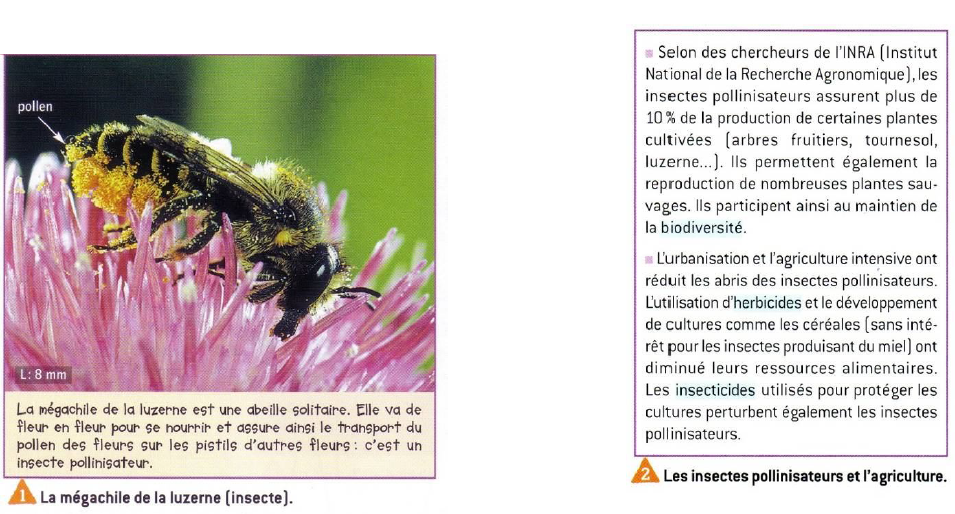 pollen
L: 8 mm
La mégachile de la luzerne est une abeille solitaire. Elle va de
fleur en fleur pour se nourrir et assure ainsi le transport du
pollen des fleurs sur les pistils d'autres fleurs : c'est un
insecte pollinisateur.
1 La mégachile de la luzerne (insecte).
Selon des chercheurs de l'INRA (Institut
National de la Recherche Agronomique), les
insectes pollinisateurs assurent plus de
10 % de la production de certaines plantes
cultivées (arbres fruitiers, tournesol,
luzerne...). Ils permettent également la
reproduction de nombreuses plantes sau-
vages. Ils participent ainsi au maintien de
la biodiversité.
L'urbanisation et l'agriculture intensive ont
réduit les abris des insectes pollinisateurs.
L'utilisation d'herbicides et le développement
de cultures comme les céréales (sans inté-
rêt pour les insectes produisant du miel) ont
diminué leurs ressources alimentaires.
Les insecticides utilisés pour protéger les
cultures perturbent également les insectes
pollinisateurs.
2 Les insectes pollinisateurs et l'agriculture.